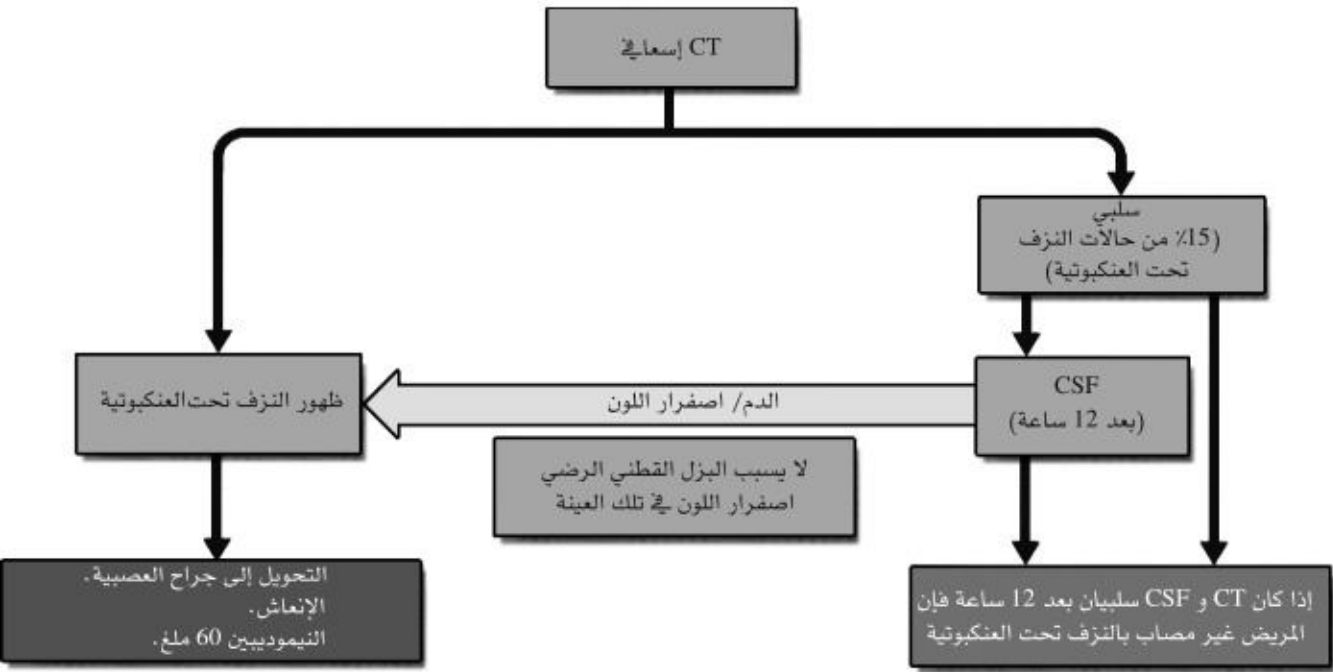 CT إسعافي
سلبي
(15٪ من حالات النزف
تحت العنكبوتية)
CSF
(بعد 12 ساعة)
الدم/ اصفرار اللون
ظهور النزف تحت العنكبوتية
لا يسبب البزل القطني الرضي
اصفرار اللون في تلك العينة
التحويل إلى جراح العصبية.
الإنعاش.
النيموديبين 60 ملغ.
إذا كان CT و CSF سلبيان بعد 12 ساعة فإن
المريض غير مصاب بالنزف تحت العنكبوتية